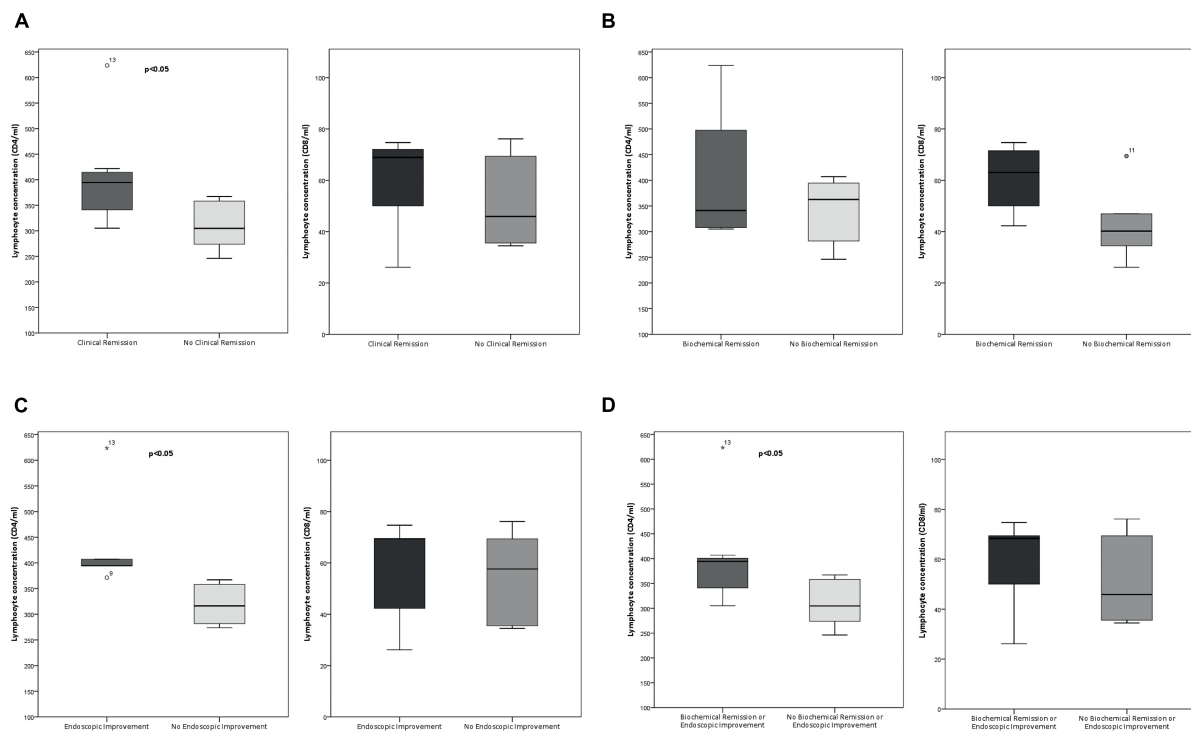 A
Lymphocyte concentration (CD4/ml)
650
600
550
500
450
400
350
300
250
200
150
100
13
p<0.05
Clinical Remission
No Clinical Remission
Lymphocyte concentration (CD8/ml)
100
80
60
40
20
0
Clinical Remission
No Clinical Remission
B
Lymphocyte concentration (CD4/ml)
650
600
550
500
450
400
350
300
250
200
150
100
Biochemical Remission
No Biochemical Remission
Lymphocyte concentration (CD8/ml)
100
80
60
40
20
0
11
Biochemical Remission
No Biochemical Remission
C
Lymphocyte concentration (CD4/ml)
650
600
550
500
450
400
350
300
250
200
150
100
13
p<0.05
9
Endoscopic Improvement
No Endoscopic Improvement
Lymphocyte concentration (CD8/ml)
100
80
60
40
20
0
Endoscopic Improvement
No Endoscopic Improvement
D
Lymphocyte concentration (CD4/ml)
650
600
550
500
450
400
350
300
250
200
150
100
13
p<0.05
Biochemical Remission or
Endoscopic Improvement
No Biochemical Remission or
Endoscopic Improvement
Lymphocyte concentration (CD8/ml)
100
80
60
40
20
0
Biochemical Remission or
Endoscopic Improvement
No Biochemical Remission or
Endoscopic Improvement